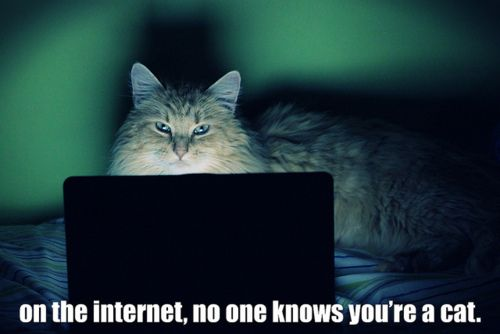 on the internet, no one knows you're a cat.